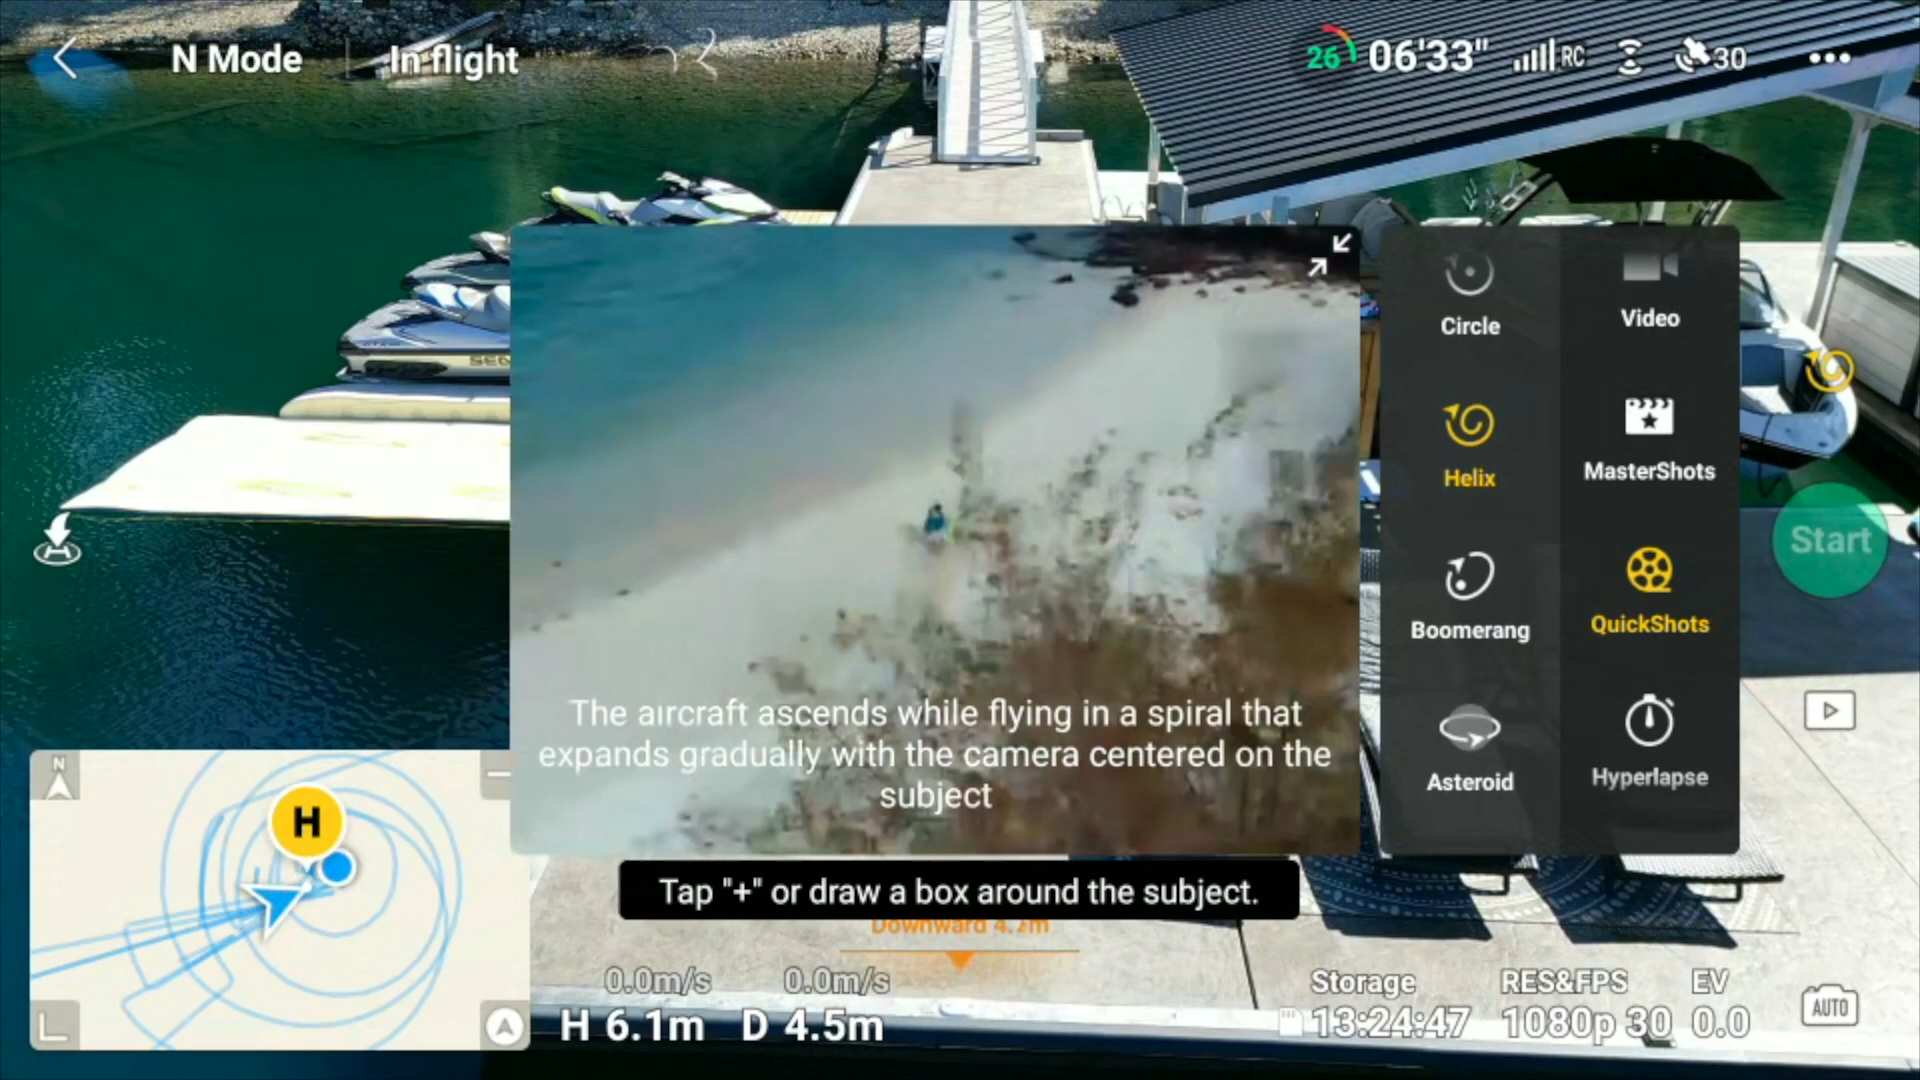 N Mode
In flight
26
06'33"
RC
30
Circle
Video
Helix
MasterShots
Start
Boomerang
QuickShots
The aircraft ascends while flying in a spiral that
expands gradually with the camera centered on the
subject
Asteroid
Hyperlapse
N
H
Tap "+" or draw a box around the subject.
Downward
0.0m/s
0.0m/s
H 6.1m
D 4.5m
Storage
13:24:47
RES&FPS
1080p 30
EV
0.0
AUTO